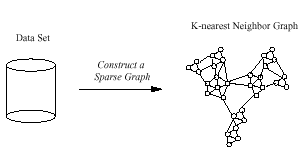 K-nearest Neighbor Graph
Data Set
Construct a
Sparse Graph